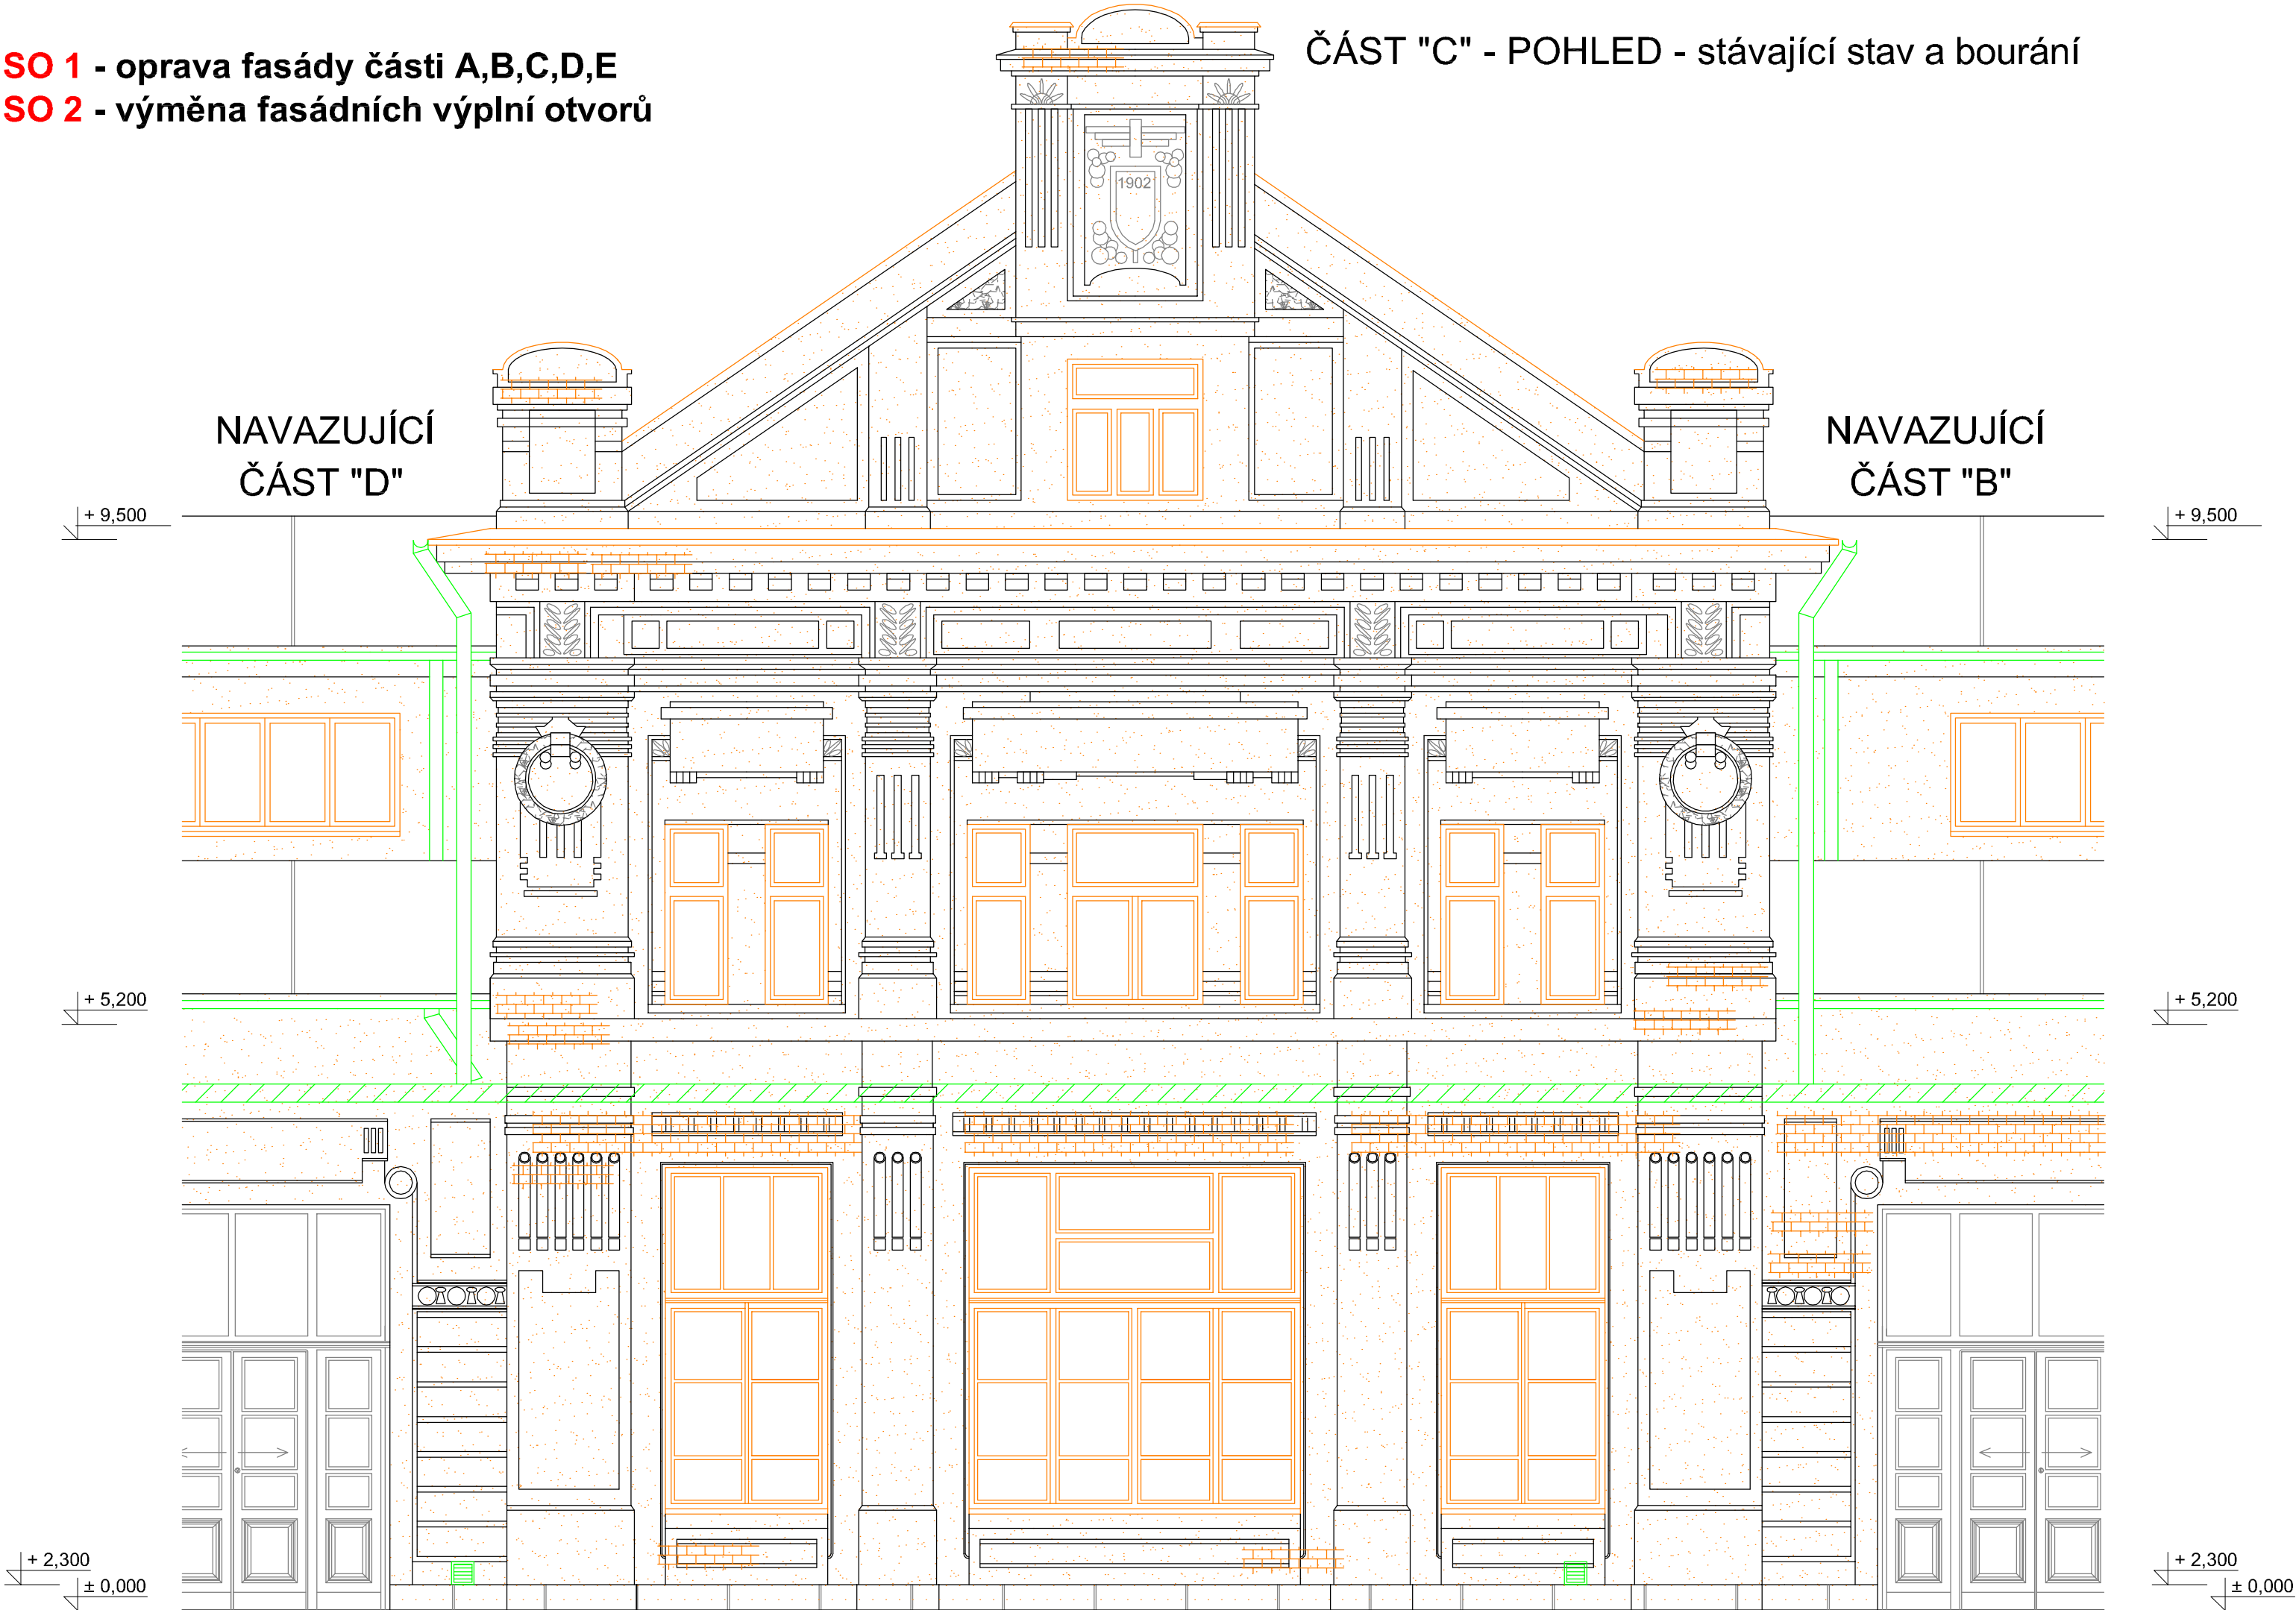 SO 1 - oprava fasády části A,B,C,D,E
SO 2 - výměna fasádních výplní otvorů
ČÁST "C" - POHLED - stávající stav a bourání
1902
NAVAZUJÍCÍ
ČÁST "D"
NAVAZUJÍCÍ
ČÁST "B"
+ 9,500
+ 9,500
+ 5,200
+ 5,200
+ 2,300
± 0,000
+ 2,300
± 0,000